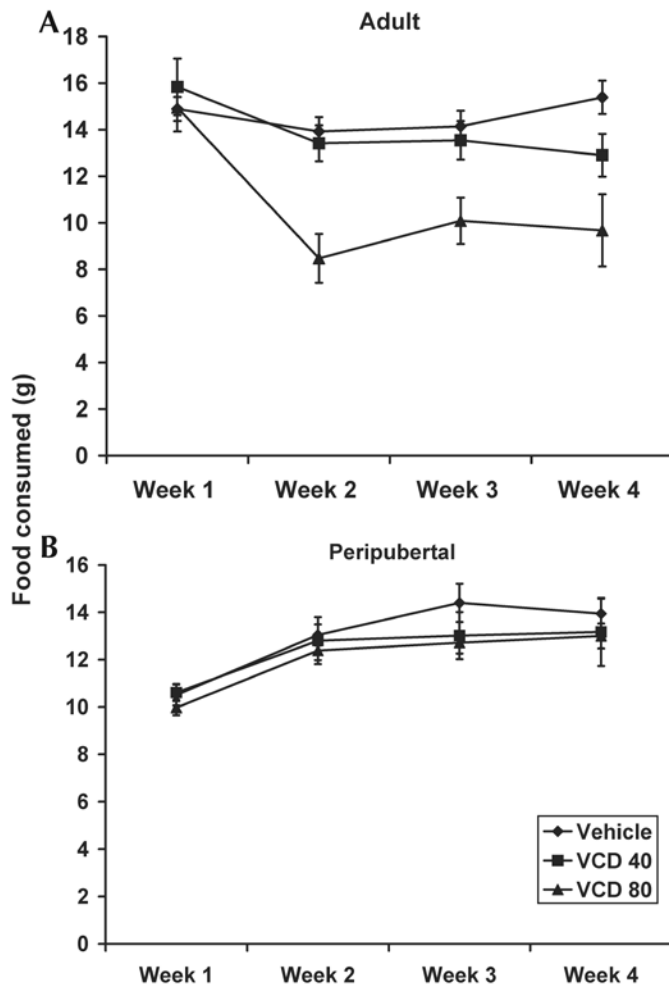 A
Adult
18
16
14
12
10
8
6
4
2
0
Week 1 Week 2 Week 3 Week 4
Food consumed (g)
B
Peripubertal
16
14
12
10
8
6
4
2
0
Vehicle
VCD 40
VCD 80
Week 1 Week 2 Week 3 Week 4